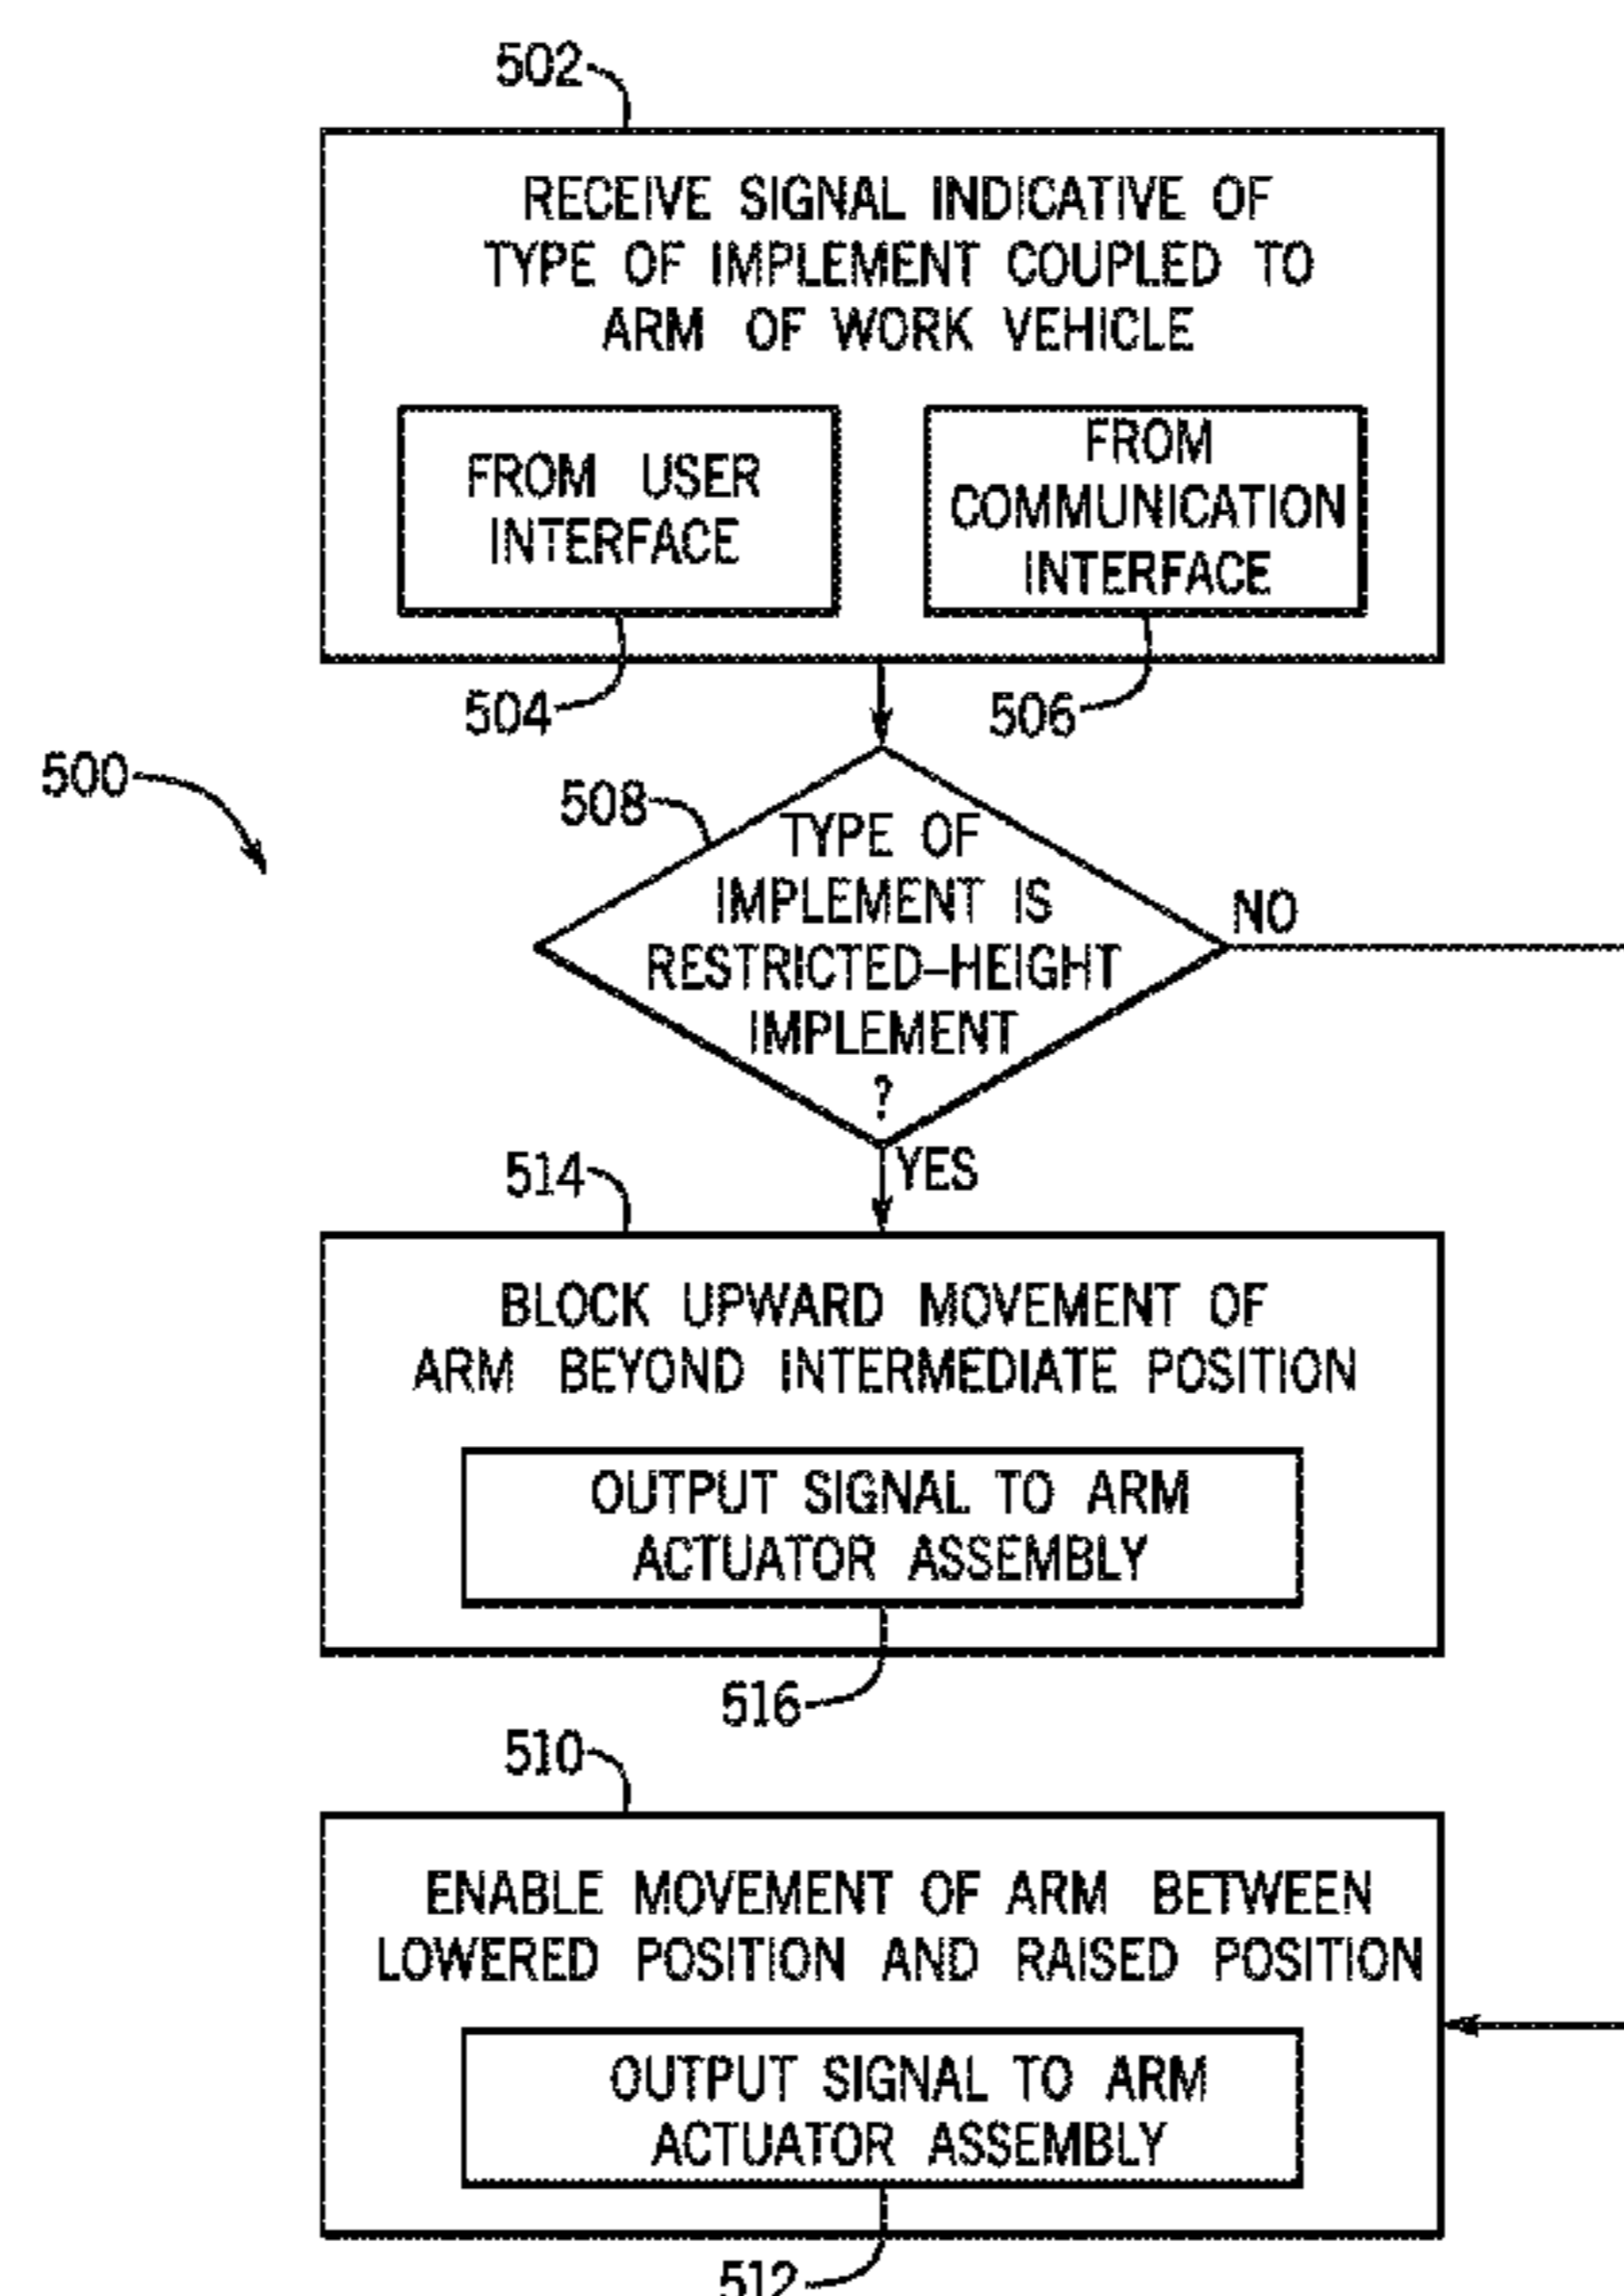 502
RECEIVE SIGNAL INDICATIVE OF
TYPE OF IMPLEMENT COUPLED TO
ARM OF WORK VEHICLE
FROM USER
INTERFACE
FROM
COMMUNICATION
INTERFACE
504
506
500
508
TYPE OF
IMPLEMENT IS
RESTRICTED-HEIGHT
IMPLEMENT
?
NO
YES
514
BLOCK UPWARD MOVEMENT OF
ARM BEYOND INTERMEDIATE POSITION
OUTPUT SIGNAL TO ARM
ACTUATOR ASSEMBLY
516
510
ENABLE MOVEMENT OF ARM BETWEEN
LOWERED POSITION AND RAISED POSITION
OUTPUT SIGNAL TO ARM
ACTUATOR ASSEMBLY
512